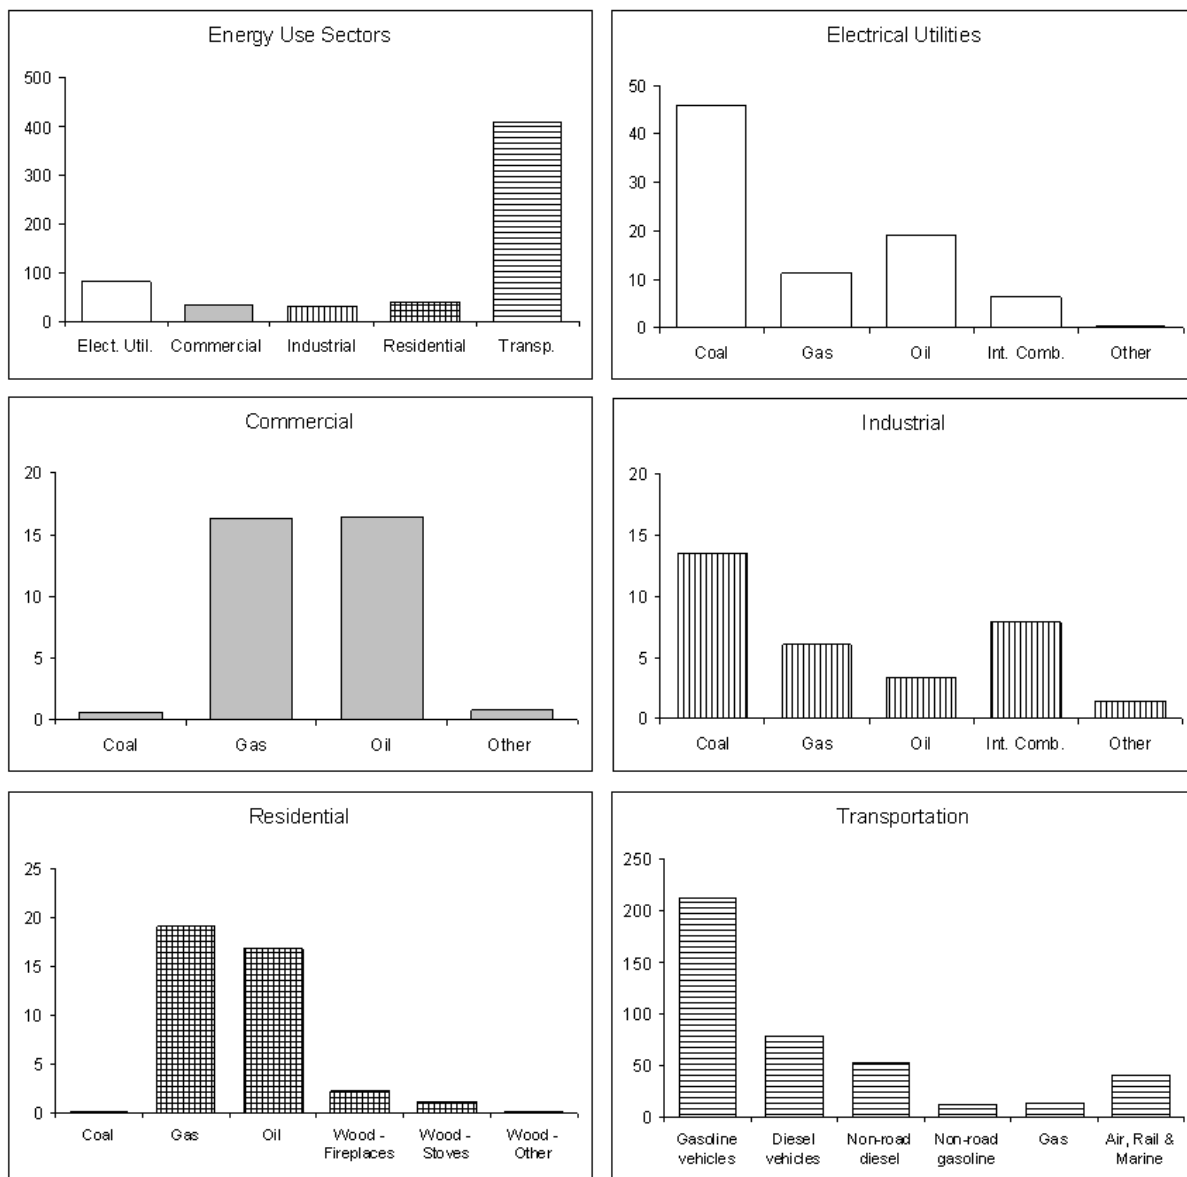 Energy Use Sectors
500
400
300
200
100
0
Elect. Util. Commercial Industrial Residential Transp.
Electrical Utilities
50
40
30
20
10
0
Coal Gas Oil Int. Comb. Other
Commercial
20
15
10
5
0
Coal Gas Oil Other
Industrial
20
15
10
5
0
Coal Gas Oil Int. Comb. Other
Residential
25
20
15
10
5
0
Coal Gas Oil Wood - Wood - Wood -
Fireplaces Stoves Other
Transportation
250
200
150
100
50
0
Gasoline Diesel Non-road Non-road Gas Air, Rail &
vehicles vehicles diesel gasoline Marine